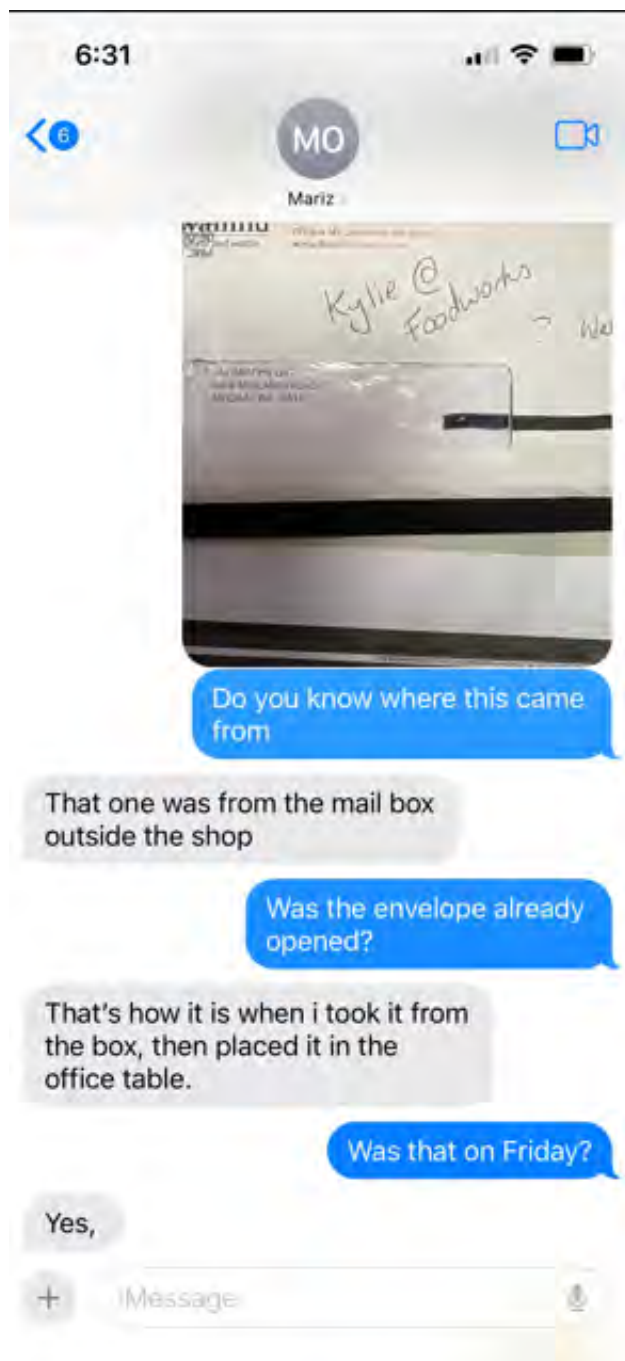 6:31
6
MO
Mariz
Kylie @
Foodworks
Do you know where this came
from
That one was from the mail box
outside the shop
Was the envelope already
opened?
That's how it is when i took it from
the box, then placed it in the
office table.
Was that on Friday?
Yes,
iMessage